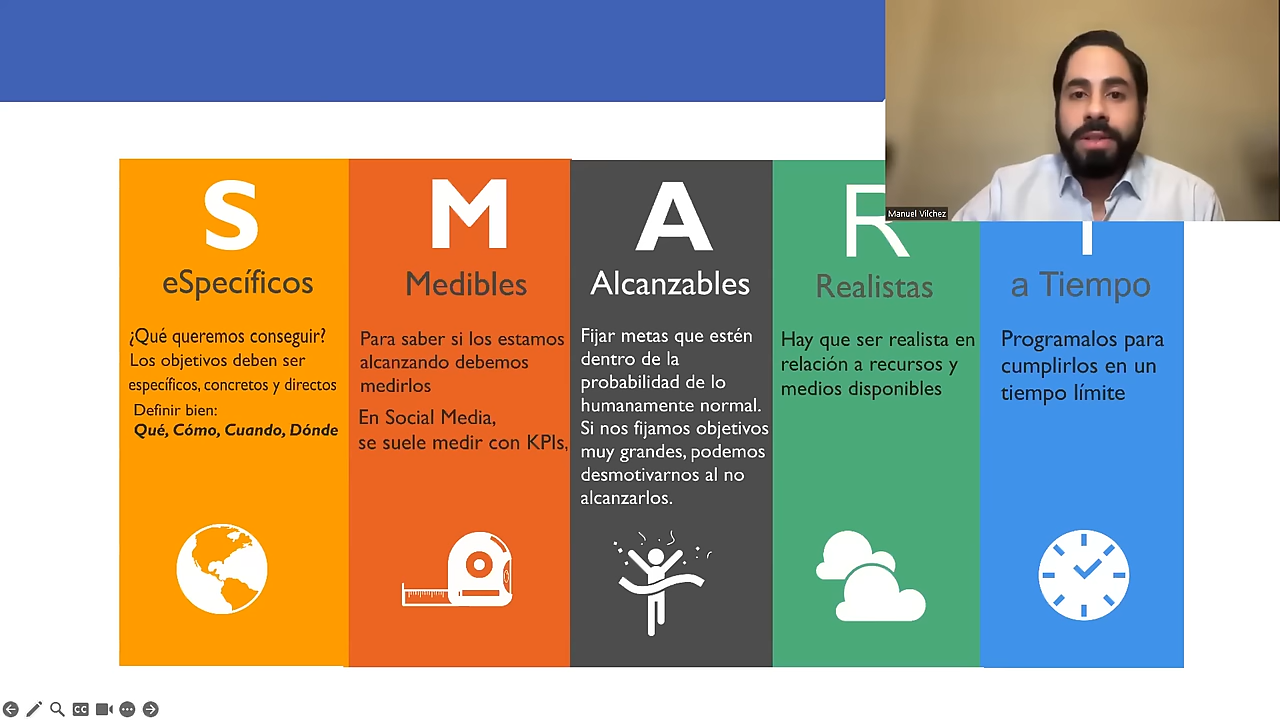 S
eSpecíficos
¿Qué queremos conseguir?
Los objetivos deben ser
específicos, concretos y directos
Definir bien:
Qué, Cómo, Cuando, Dónde
M
Medibles
Para saber si los estamos
alcanzando debemos
medirlos
En Social Media,
se suele medir con KPIs,
A
Alcanzables
Fijar metas que estén
dentro de la
probabilidad de lo
humanamente normal.
Si nos fijamos objetivos
muy grandes, podemos
desmotivarnos al no
alcanzarlos.
R
Realistas
Hay que ser realista en
relación a recursos y
medios disponibles
T
a Tiempo
Programalos para
cumplirlos en un
tiempo límite
Manuel Vilchez
CC